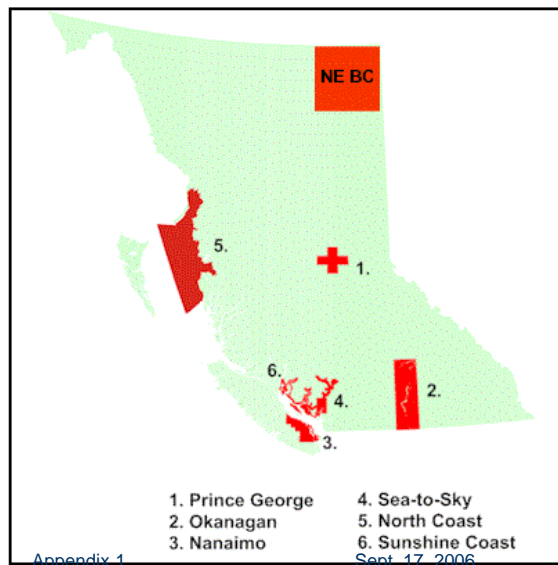 NE BC
5.
1.
6.
4.
2.
3.
1. Prince George
2. Okanagan
3. Nanaimo
4. Sea-to-Sky
5. North Coast
6. Sunshine Coast
Appendix 1
Sept. 17, 2006